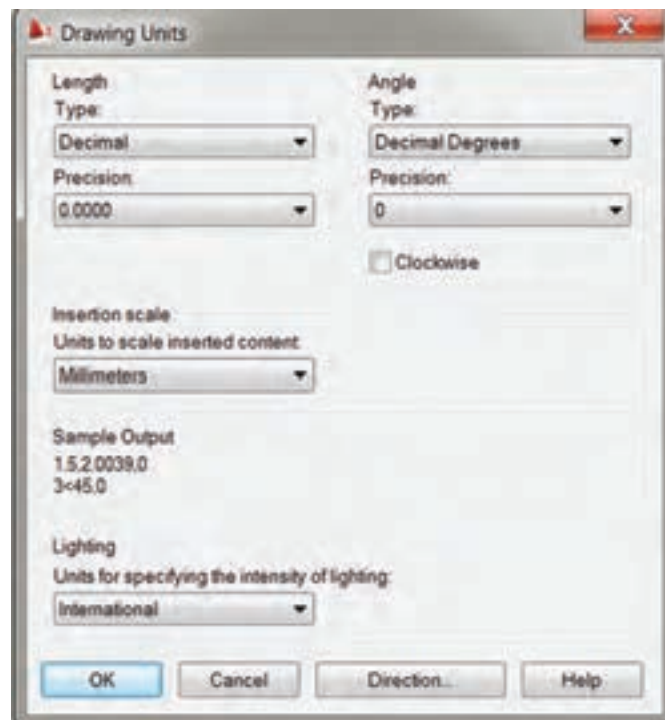 Drawing Units
Length
Type:
Decimal
Precision:
0.0000
Angle
Type:
Decimal Degrees
Precision:
0
Clockwise
Insertion scale
Units to scale inserted content:
Millimeters
Sample Output
1.5,2.0039,0
3<45,0
Lighting
Units for specifying the intensity of lighting:
International
OK
Cancel
Direction...
Help